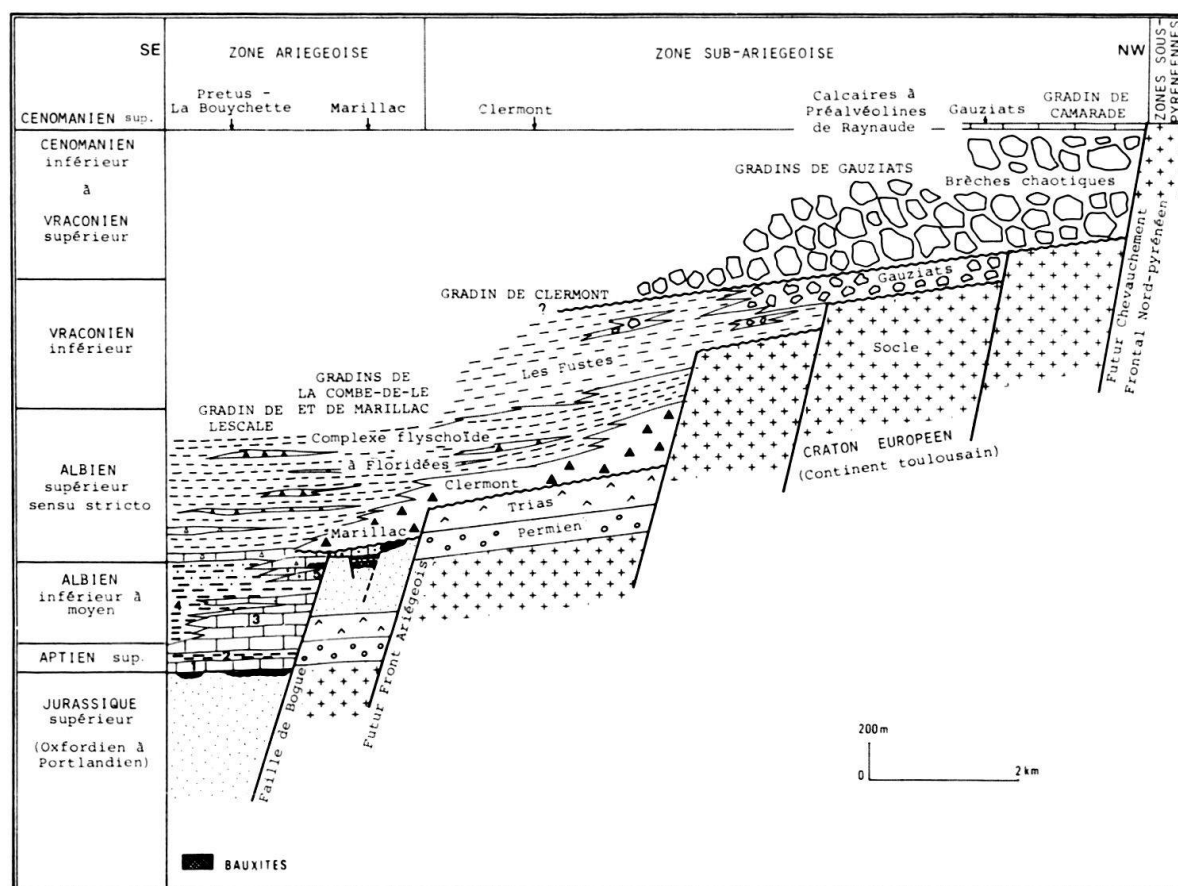 SE
ZONE ARIEGEOISE
ZONE SUB-ARIEGEOISE
NW
ZONES SOUS-
PYRENEENNES
Pretus -
La Bouychette
Marillac
Clermont
Calcaires à
Préalvéolines
de Raynaude
Gauziats
GRADIN DE
CAMARADE
CENOMANIEN sup.
CENOMANIEN
inférieur
à
VRACONIEN
supérieur
GRADINS DE GAUZIATS
Brèches chaotiques
Gauziats
GRADIN DE CLERMONT
?
VRACONIEN
inférieur
Les Fustes
Socle
Futur Chevauchement
Frontal Nord-pyrénéen
GRADINS DE
LA COMBE-DE-LE
GRADIN DE ET DE MARILLAC
LESCALE
Complexe flyschoïde
à Floridées
CRATON EUROPEEN
(Continent toulousain)
ALBIEN
supérieur
sensu stricto
Clermont
Trias
Marillac
Permien
ALBIEN
inférieur à
moyen
5
4
3
APTIEN sup.
2
1
JURASSIQUE
supérieur
(Oxfordien à
Portlandien)
Faille de Bogue
Futur Front Ariégeois
200m
0
2 km
BAUXITES